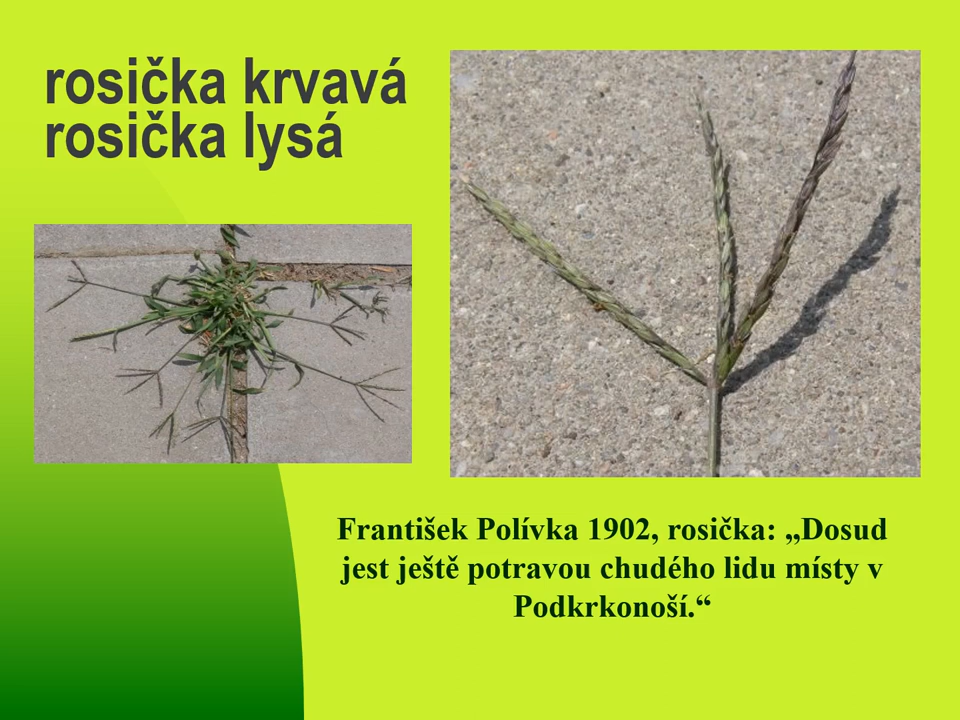 rosička krvavá
rosička lysá
František Polívka 1902, rosička: „Dosud
jest ještě potravou chudého lidu místy v
Podkrkonoší.“